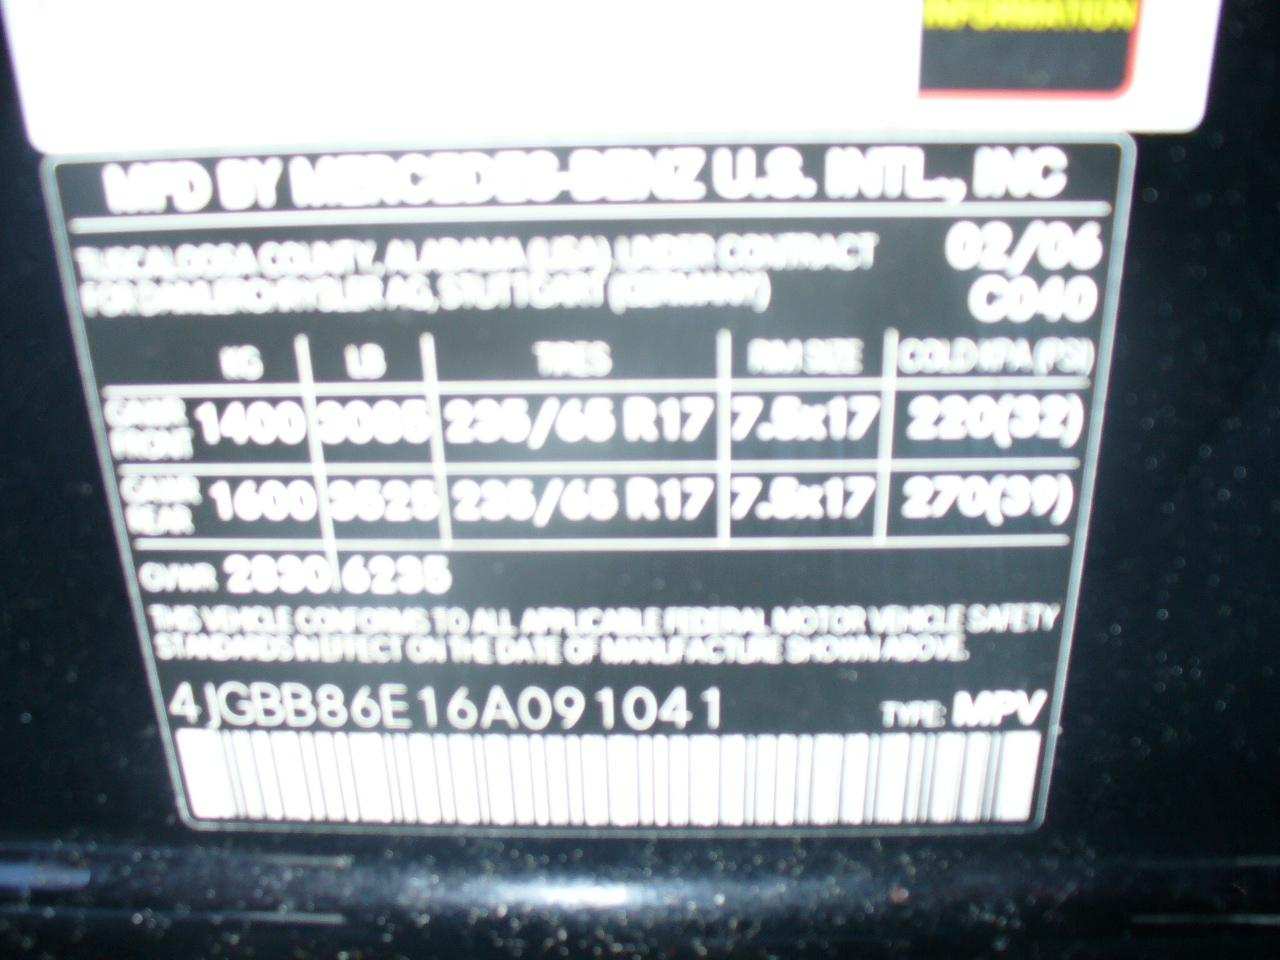 INFORMATION
MFD BY MERCEDES-BENZ U.S. INTL., INC
TUSCALOOSA COUNTY, ALABAMA (USA) UNDER CONTRACT 02/06
FOR DAIMLERCHRYSLER AG, STUTTGART (GERMANY) C040
KG LB TIRES RIM SIZE COLD KPA (PSI)
GAWR FRONT 1400 3085 235/65 R17 7.5x17 220(32)
GAWR REAR 1600 3525 235/65 R17 7.5x17 270(39)
GVWR 2830 6235
THIS VEHICLE CONFORMS TO ALL APPLICABLE FEDERAL MOTOR VEHICLE SAFETY
STANDARDS IN EFFECT ON THE DATE OF MANUFACTURE SHOWN ABOVE.
4JGBB86E16A091041 TYPE: MPV